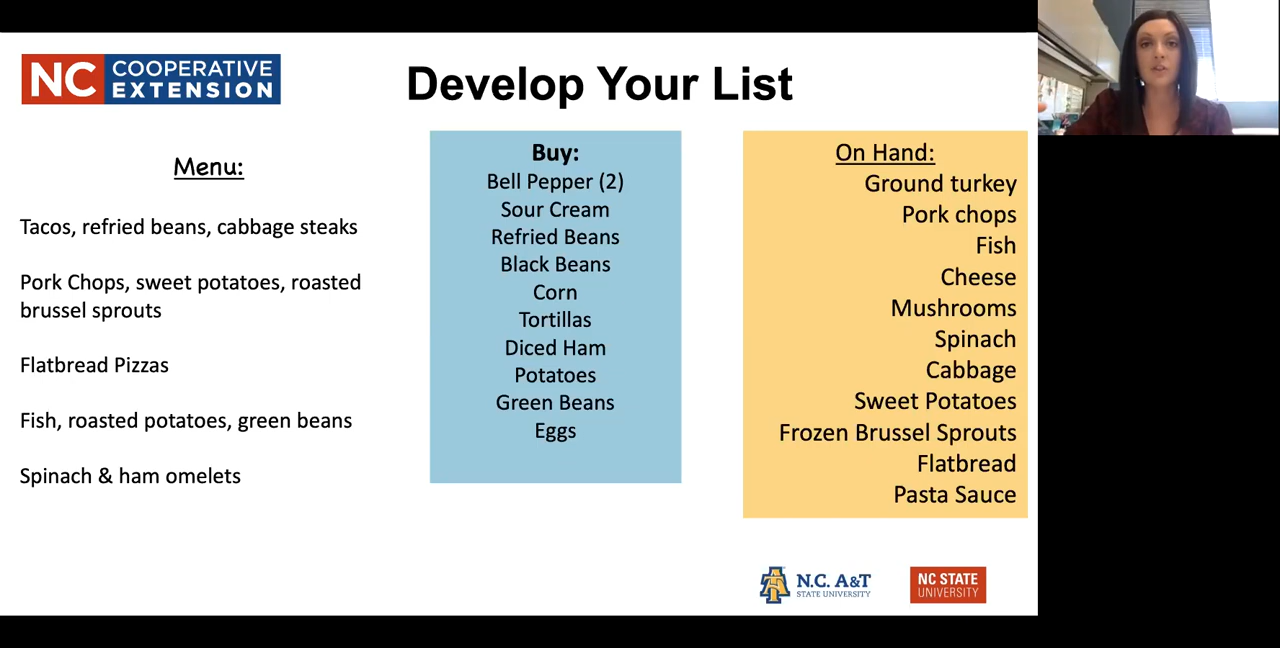 NC COOPERATIVE
EXTENSION
Develop Your List
Menu:
Tacos, refried beans, cabbage steaks
Pork Chops, sweet potatoes, roasted
brussel sprouts
Flatbread Pizzas
Fish, roasted potatoes, green beans
Spinach & ham omelets
Buy:
Bell Pepper (2)
Sour Cream
Refried Beans
Black Beans
Corn
Tortillas
Diced Ham
Potatoes
Green Beans
Eggs
On Hand:
Ground turkey
Pork chops
Fish
Cheese
Mushrooms
Spinach
Cabbage
Sweet Potatoes
Frozen Brussel Sprouts
Flatbread
Pasta Sauce
N.C. A&T
STATE UNIVERSITY
NC STATE
UNIVERSITY